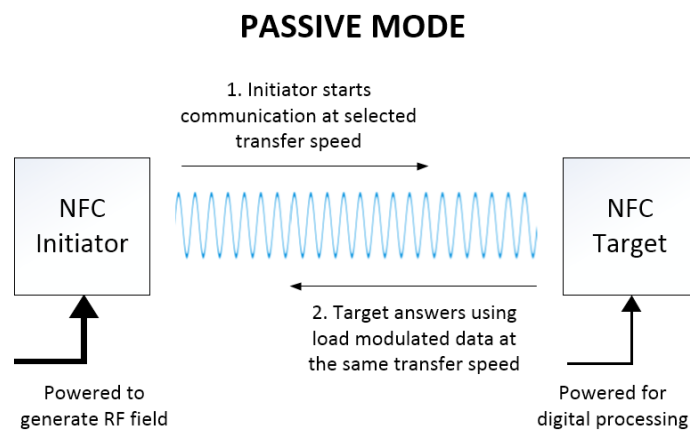 PASSIVE MODE
1. Initiator starts
communication at selected
transfer speed
NFC
Initiator
NFC
Target
2. Target answers using
load modulated data at
the same transfer speed
Powered to
generate RF field
Powered for
digital processing